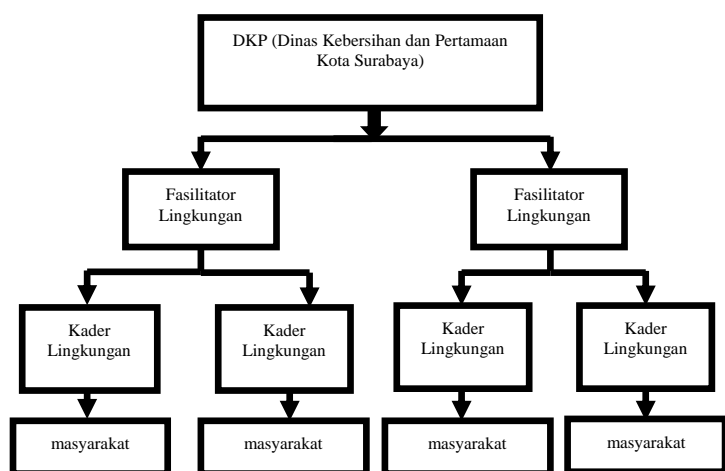 DKP (Dinas Kebersihan dan Pertamaan
Kota Surabaya)
Fasilitator
Lingkungan
Fasilitator
Lingkungan
Kader
Lingkungan
Kader
Lingkungan
Kader
Lingkungan
Kader
Lingkungan
masyarakat
masyarakat
masyarakat
masyarakat